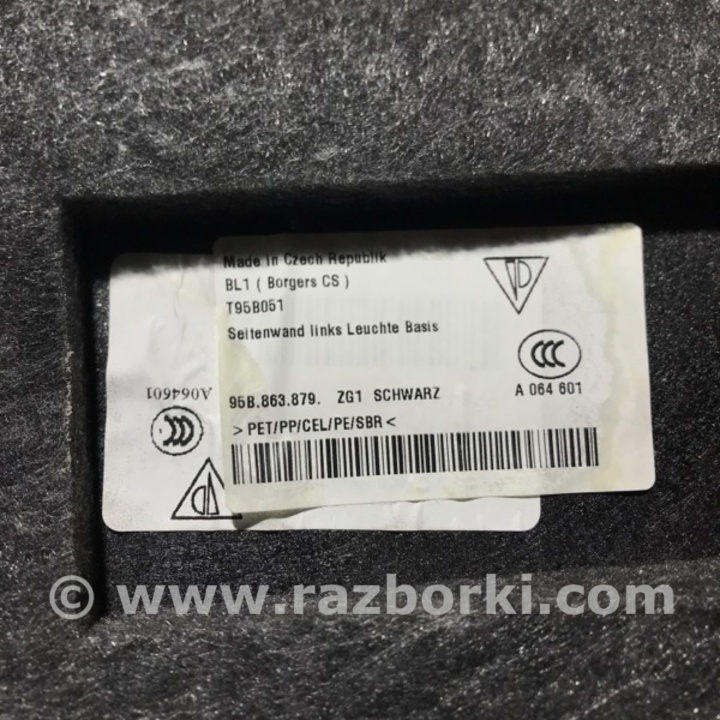 Made in Czech Republik
BL1 ( Borgers CS )
T95B051
Seitenwand links Leuchte Basis
95B.863.879. ZG1 SCHWARZ
A 064 601
> PET/PP/CEL/PE/SBR <
A064601
© www.razborki.com